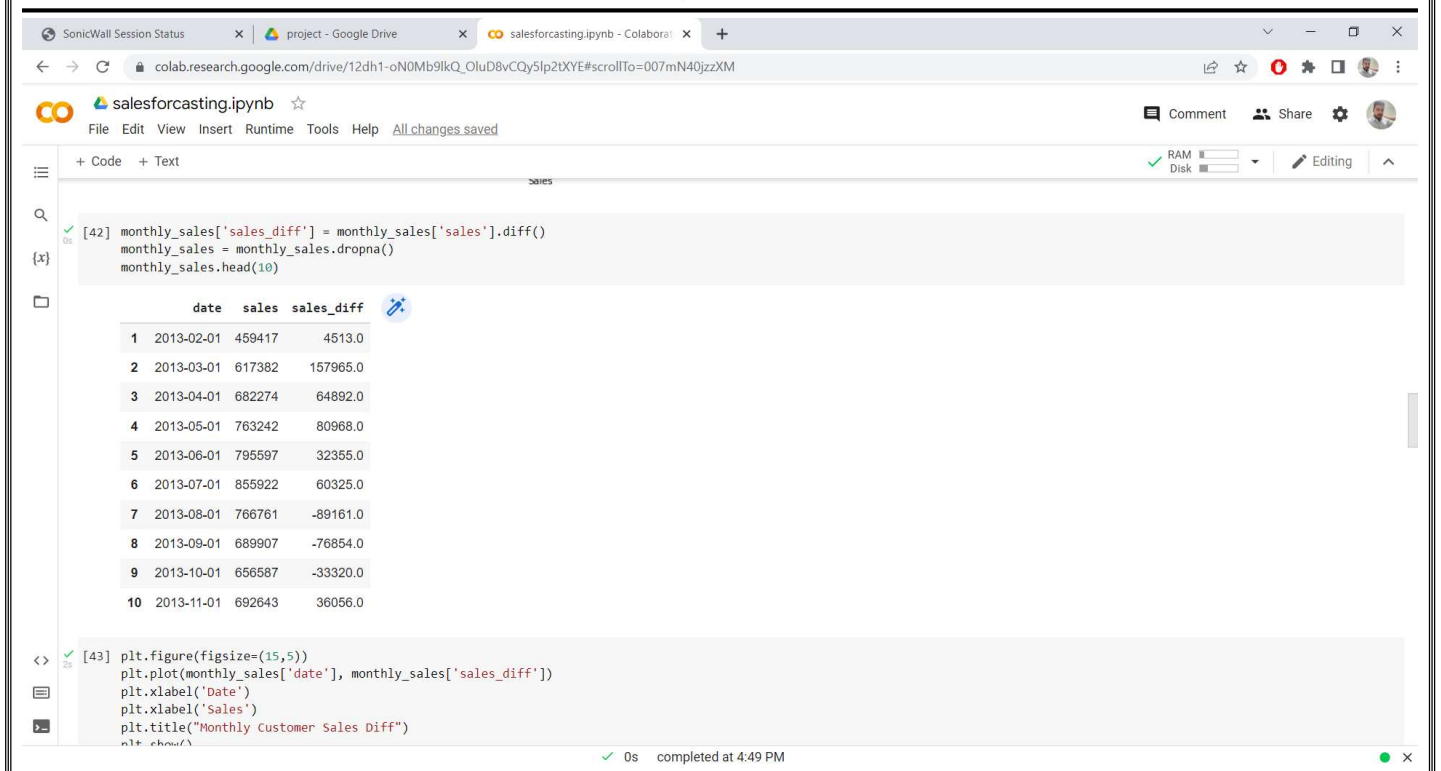 SonicWall Session Status
project - Google Drive
salesforcasting.ipynb - Colaborat
colab.research.google.com/drive/12dh1-oN0Mb9lkQ_OluD8vCQy5lp2tXYE#scrollTo=007mN40jzzXM
CO
salesforcasting.ipynb
Comment
Share
File Edit View Insert Runtime Tools Help All changes saved
+ Code + Text
RAM
Disk
Editing
Sales
0s
[42] monthly_sales['sales_diff'] = monthly_sales['sales'].diff()
monthly_sales = monthly_sales.dropna()
monthly_sales.head(10)
{x}
date sales sales_diff
1 2013-02-01 459417 4513.0
2 2013-03-01 617382 157965.0
3 2013-04-01 682274 64892.0
4 2013-05-01 763242 80968.0
5 2013-06-01 795597 32355.0
6 2013-07-01 855922 60325.0
7 2013-08-01 766761 -89161.0
8 2013-09-01 689907 -76854.0
9 2013-10-01 656587 -33320.0
10 2013-11-01 692643 36056.0
2s
[43] plt.figure(figsize=(15,5))
plt.plot(monthly_sales['date'], monthly_sales['sales_diff'])
plt.xlabel('Date')
plt.xlabel('Sales')
plt.title("Monthly Customer Sales Diff")
plt.show()
0s completed at 4:49 PM